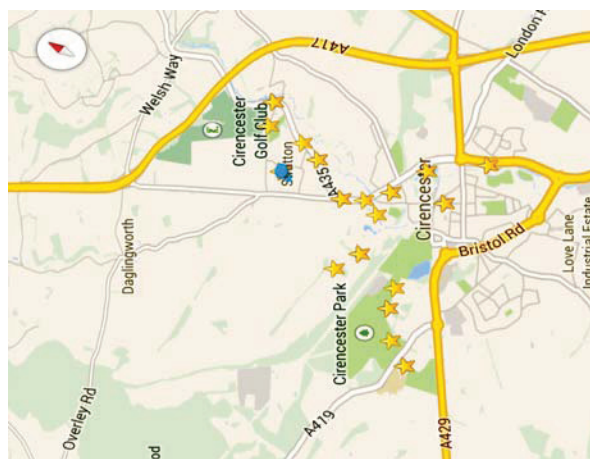 A417
Welsh Way
London R
Cirencester
Golf Club
Stratton
A435
Daglingworth
Cirencester
Bristol Rd
Love Lane
Industrial Estate
Cirencester Park
Overley Rd
A419
A429
od